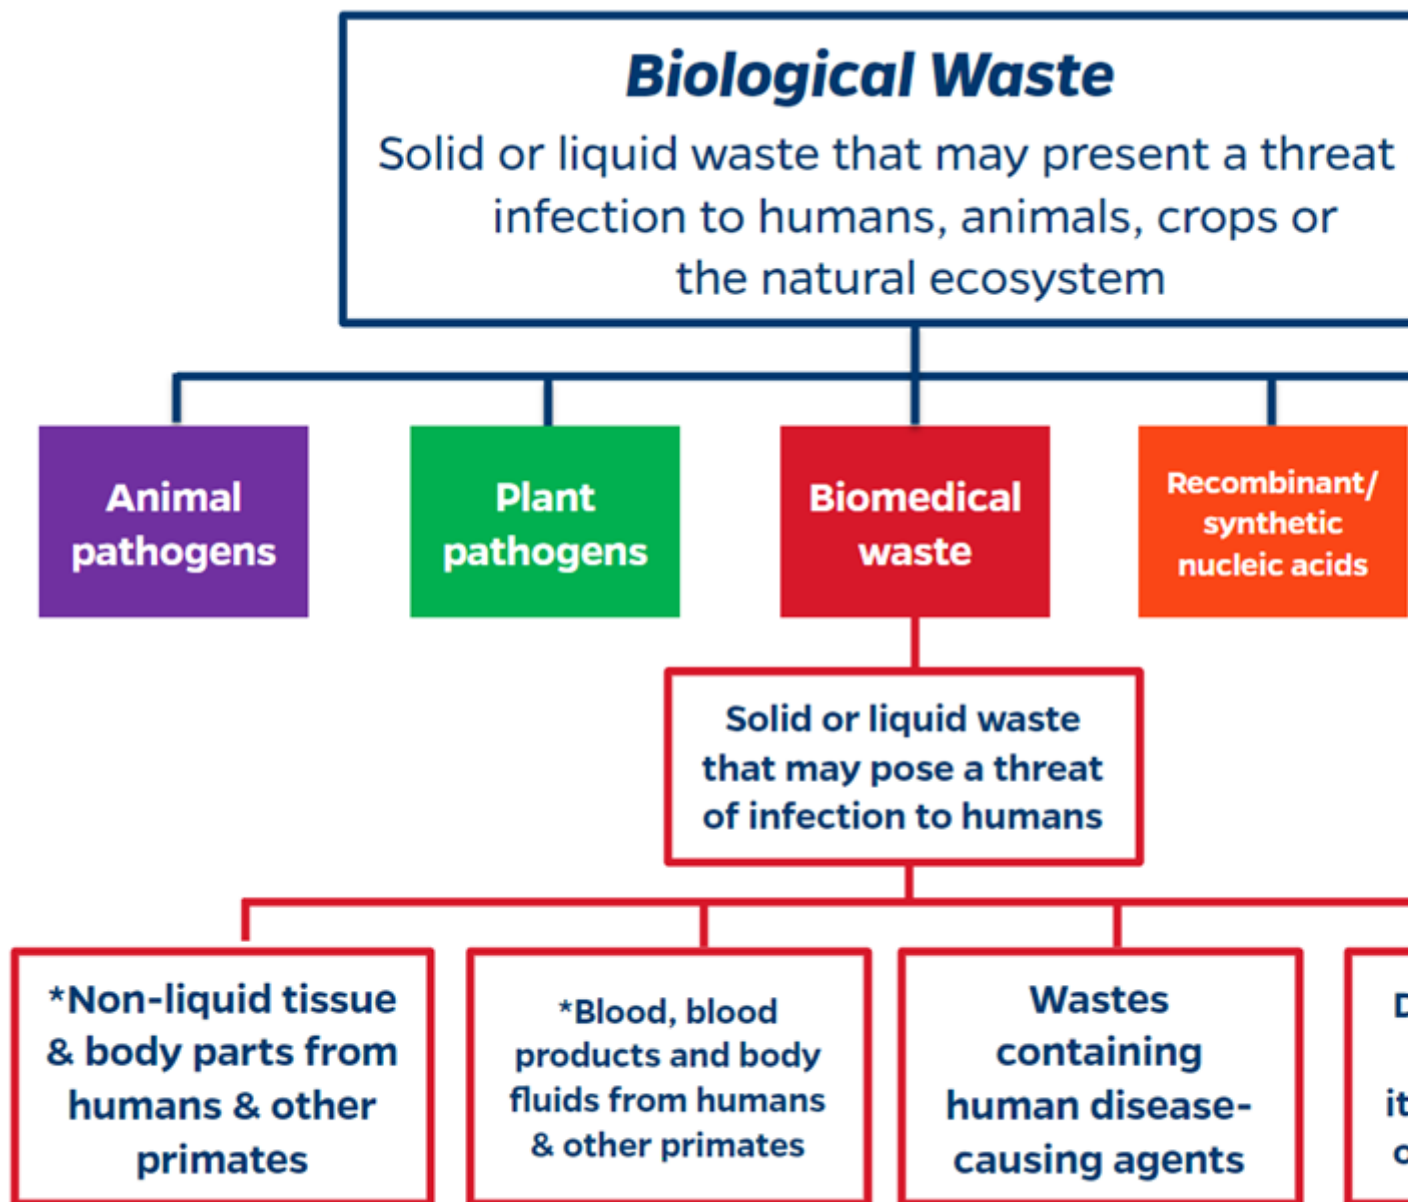 Biological Waste
Solid or liquid waste that may present a threat
infection to humans, animals, crops or
the natural ecosystem
Animal
pathogens
Plant
pathogens
Biomedical
waste
Recombinant/
synthetic
nucleic acids
Solid or liquid waste
that may pose a threat
of infection to humans
*Non-liquid tissue
& body parts from
humans & other
primates
*Blood, blood
products and body
fluids from humans
& other primates
Wastes
containing
human disease-
causing agents